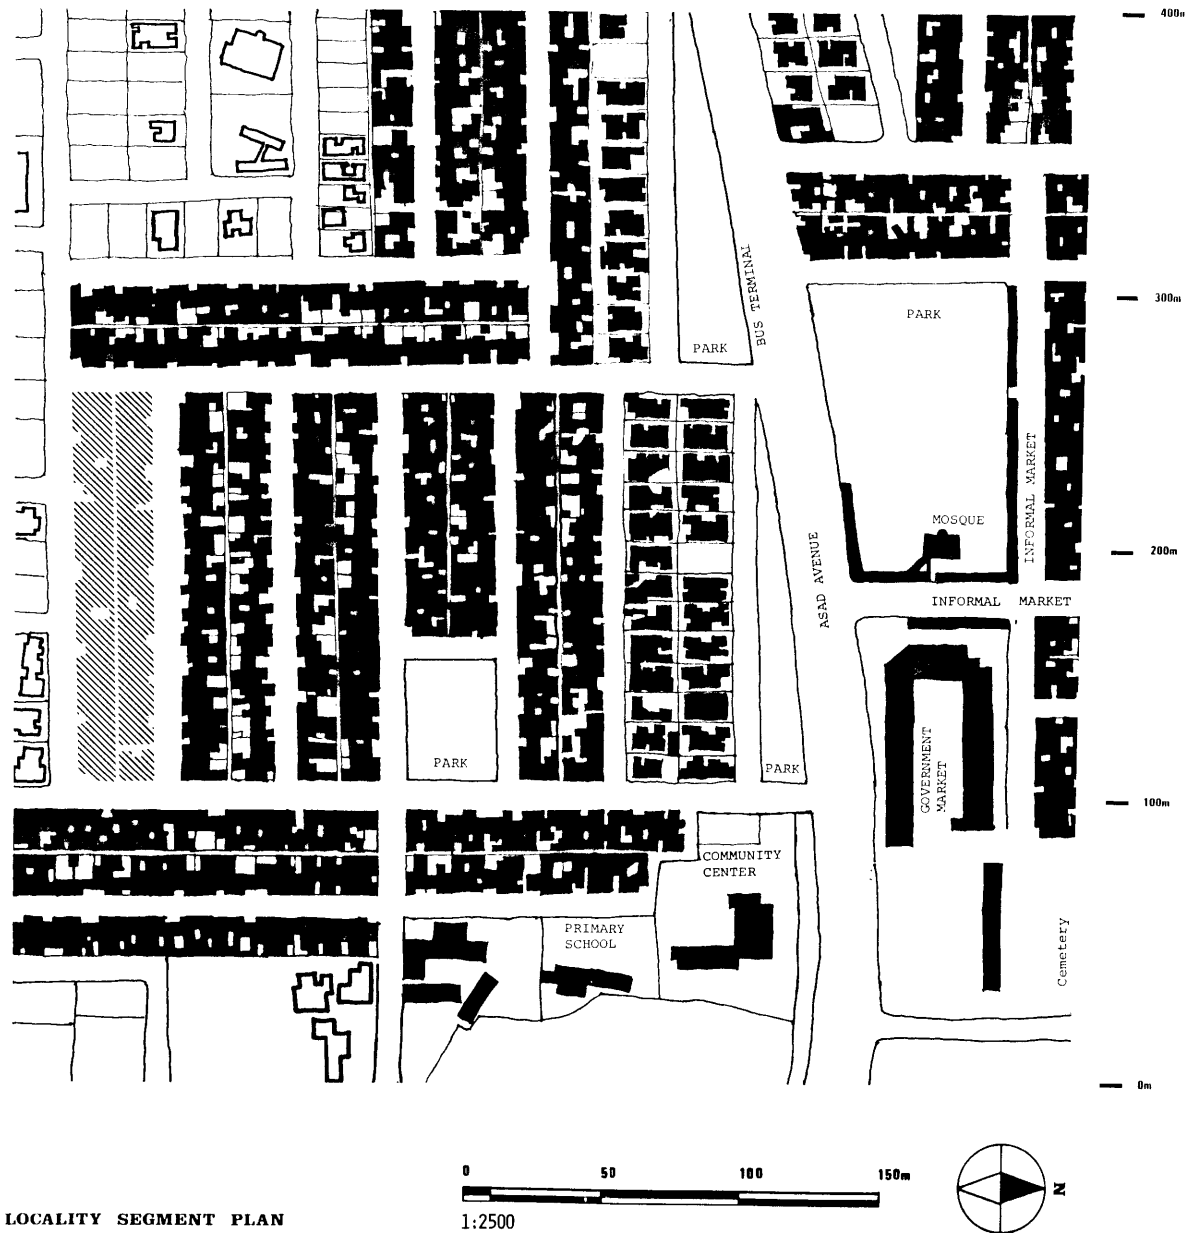 400m
300m
PARK
BUS TERMINAL
PARK
INFORMAL MARKET
MOSQUE
200m
ASAD AVENUE
INFORMAL MARKET
GOVERNMENT
MARKET
PARK
PARK
100m
COMMUNITY
CENTER
PRIMARY
SCHOOL
Cemetery
0m
0 50 100 150m
N
LOCALITY SEGMENT PLAN
1:2500